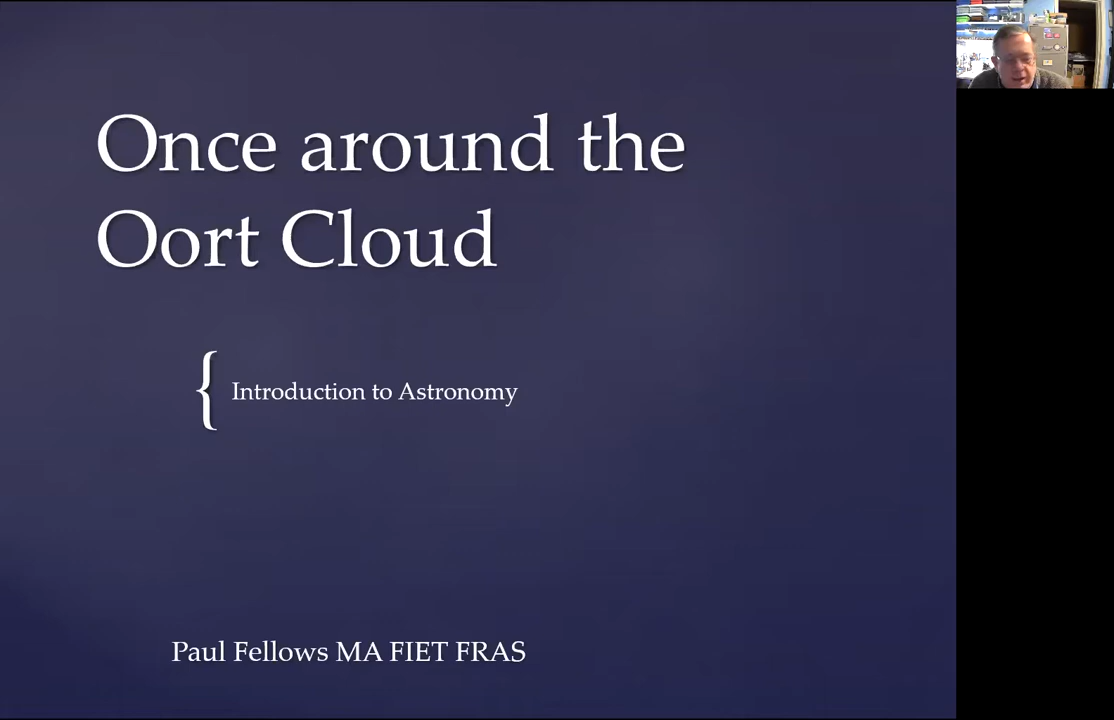 Once around the
Oort Cloud
{ Introduction to Astronomy
Paul Fellows MA FIET FRAS